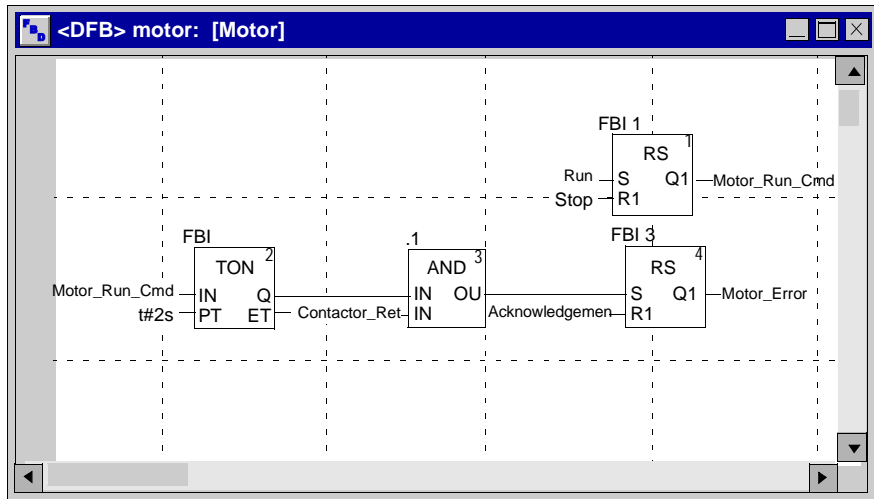 FBD <DFB> motor: [Motor]
FBI 1
1
RS
Run S Q1 Motor_Run_Cmd
Stop R1
FBI .1 FBI 3
2 3 4
TON AND RS
Motor_Run_Cmd IN Q IN OU S Q1 Motor_Error
t#2s PT ET Contactor_Ret IN Acknowledgemen R1